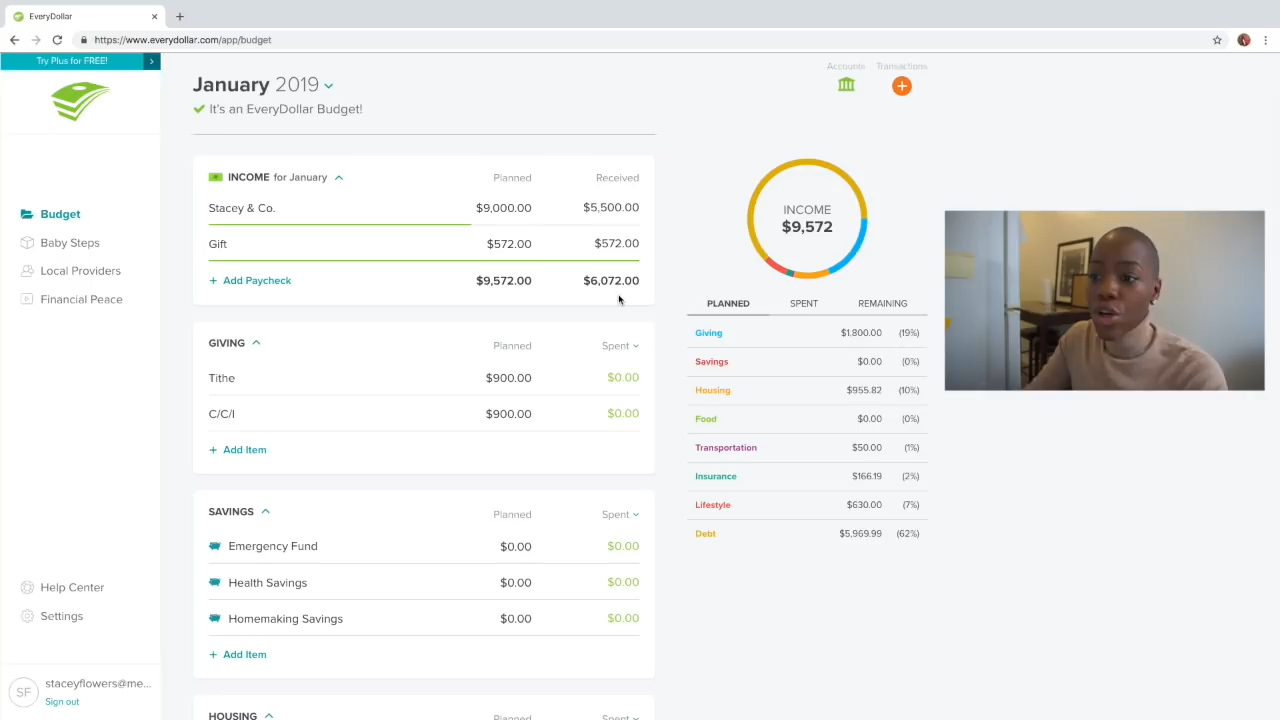 EveryDollar
https://www.everydollar.com/app/budget
Try Plus for FREE!
Budget
Baby Steps
Local Providers
Financial Peace
Help Center
Settings
SF
staceyflowers@me...
Sign out
January 2019
It's an EveryDollar Budget!
Accounts
Transactions
INCOME for January Planned Received
Stacey & Co. $9,000.00 $5,500.00
Gift $572.00 $572.00
+ Add Paycheck $9,572.00 $6,072.00
GIVING Planned Spent
Tithe $900.00 $0.00
C/C/I $900.00 $0.00
+ Add Item
SAVINGS Planned Spent
Emergency Fund $0.00 $0.00
Health Savings $0.00 $0.00
Homemaking Savings $0.00 $0.00
+ Add Item
HOUSING Planned Spent
INCOME
$9,572
PLANNED SPENT REMAINING
Giving $1,800.00 (19%)
Savings $0.00 (0%)
Housing $955.82 (10%)
Food $0.00 (0%)
Transportation $50.00 (1%)
Insurance $166.19 (2%)
Lifestyle $630.00 (7%)
Debt $5,969.99 (62%)